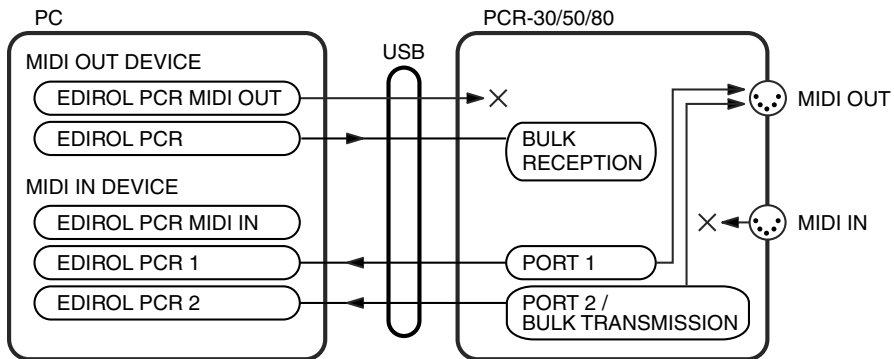 PC
MIDI OUT DEVICE
EDIROL PCR MIDI OUT
EDIROL PCR
MIDI IN DEVICE
EDIROL PCR MIDI IN
EDIROL PCR 1
EDIROL PCR 2
USB
PCR-30/50/80
BULK
RECEPTION
PORT 1
PORT 2 /
BULK TRANSMISSION
MIDI OUT
MIDI IN